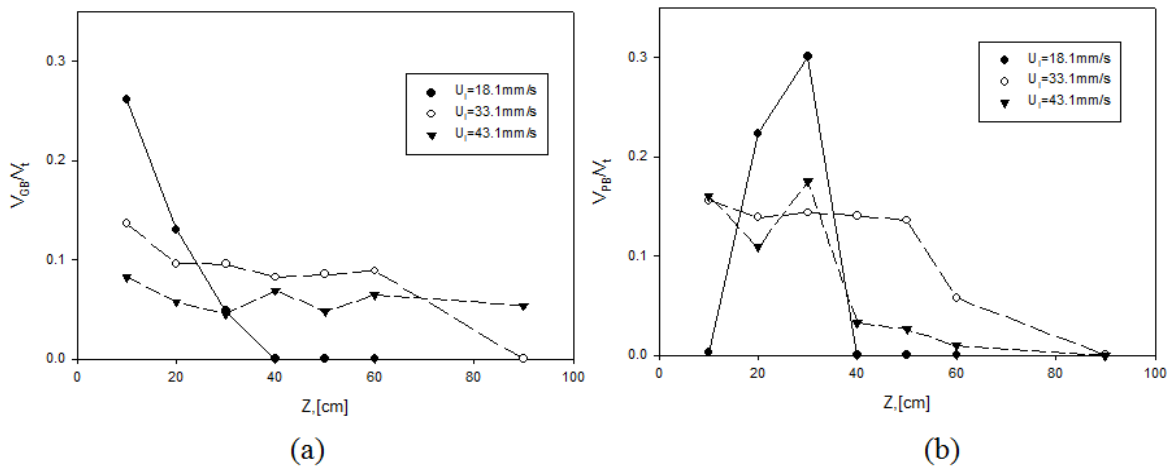 0.3
0.2
0.1
0.0
V_GB/V_t
0 20 40 60 80 100
Z,[cm]
U_l=18.1mm/s
U_l=33.1mm/s
U_l=43.1mm/s
(a)
0.3
0.2
0.1
0.0
V_PB/V_t
0 20 40 60 80 100
Z,[cm]
U_l=18.1mm/s
U_l=33.1mm/s
U_l=43.1mm/s
(b)